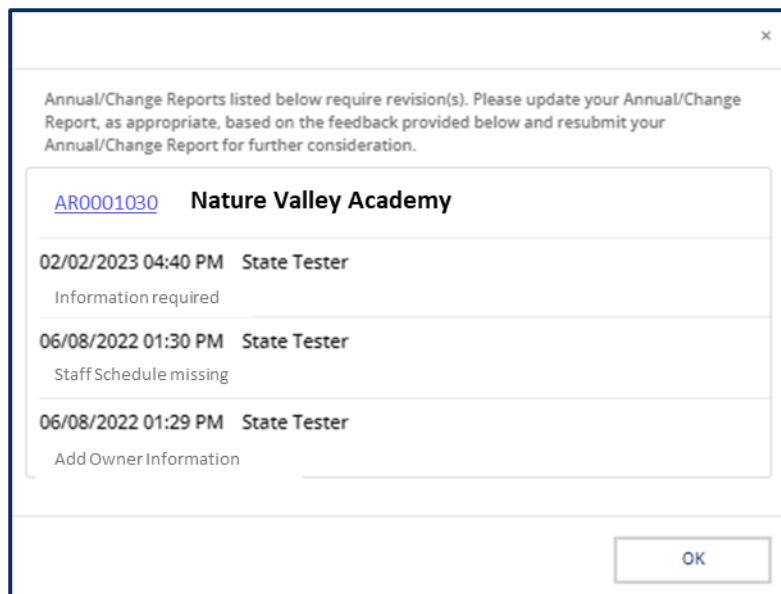 ×
Annual/Change Reports listed below require revision(s). Please update your Annual/Change
Report, as appropriate, based on the feedback provided below and resubmit your
Annual/Change Report for further consideration.
AR0001030 Nature Valley Academy
02/02/2023 04:40 PM State Tester
Information required
06/08/2022 01:30 PM State Tester
Staff Schedule missing
06/08/2022 01:29 PM State Tester
Add Owner Information
OK